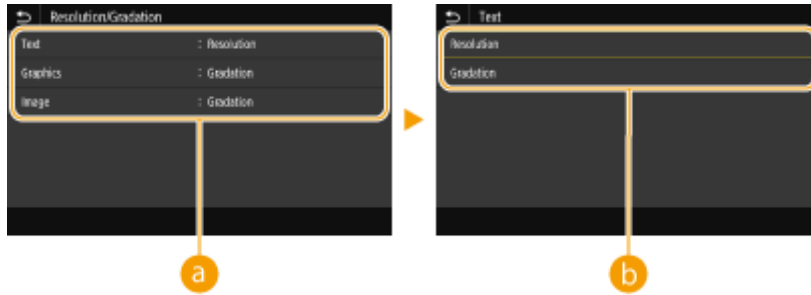 Resolution/Gradation
Text : Resolution
Graphics : Gradation
Image : Gradation
a
Text
Resolution
Gradation
b